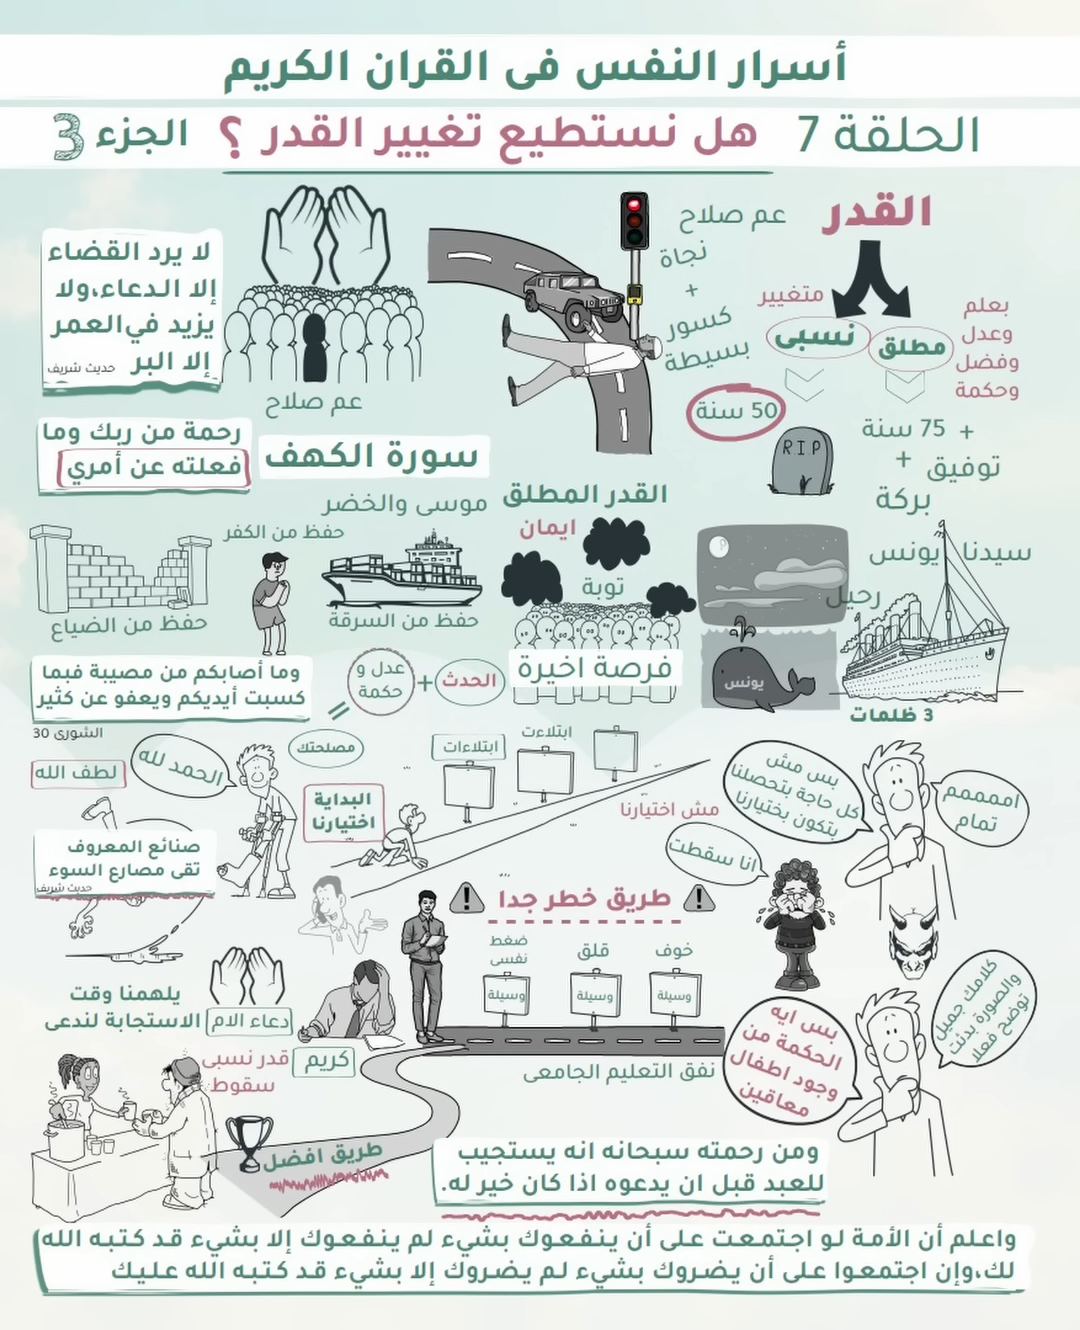 أسرار النفس فى القران الكريم
الحلقة 7 هل نستطيع تغيير القدر ؟ الجزء 3
القدر
متغيير
نسبى
مطلق
بعلم
وعدل
وفضل
وحكمة
50 سنة
RIP
+ 75 سنة
توفيق +
بركة
عم صلاح
نجاة
+
كسور
بسيطة
لا يرد القضاء
إلا الدعاء،ولا
يزيد في العمر
إلا البر حديث شريف
عم صلاح
رحمة من ربك وما
فعلته عن أمري
سورة الكهف
موسى والخضر
حفظ من الكفر
حفظ من السرقة
حفظ من الضياع
القدر المطلق
ايمان
توبة
فرصة اخيرة
سيدنا يونس
رحيل
يونس
3 ظلمات
الحدث
+
عدل و
حكمة
=
مصلحتك
وما أصابكم من مصيبة فبما
كسبت أيديكم ويعفو عن كثير
الشورى 30
الحمد لله
لطف الله
صنائع المعروف
تقى مصارع السوء
حديث شريف
البداية
اختيارنا
ابتلاءات
ابتلاءت
مش اختيارنا
اممممم
تمام
بس مش
كل حاجة بتحصلنا
بتكون بختيارنا
انا سقطت
! طريق خطر جدا !
خوف
قلق
ضغط
نفسى
وسيلة
وسيلة
وسيلة
نفق التعليم الجامعى
كلامك جميل
والصورة بدئت
توضح فعلا
بس ايه
الحكمة من
وجود اطفال
معاقين
يلهمنا وقت
الاستجابة لندعى
دعاء الام
كريم
قدر نسبى
سقوط
طريق افضل
ومن رحمته سبحانه انه يستجيب
للعبد قبل ان يدعوه اذا كان خير له.
واعلم أن الأمة لو اجتمعت على أن ينفعوك بشيء لم ينفعوك إلا بشيء قد كتبه الله
لك،وإن اجتمعوا على أن يضروك بشيء لم يضروك إلا بشيء قد كتبه الله عليك